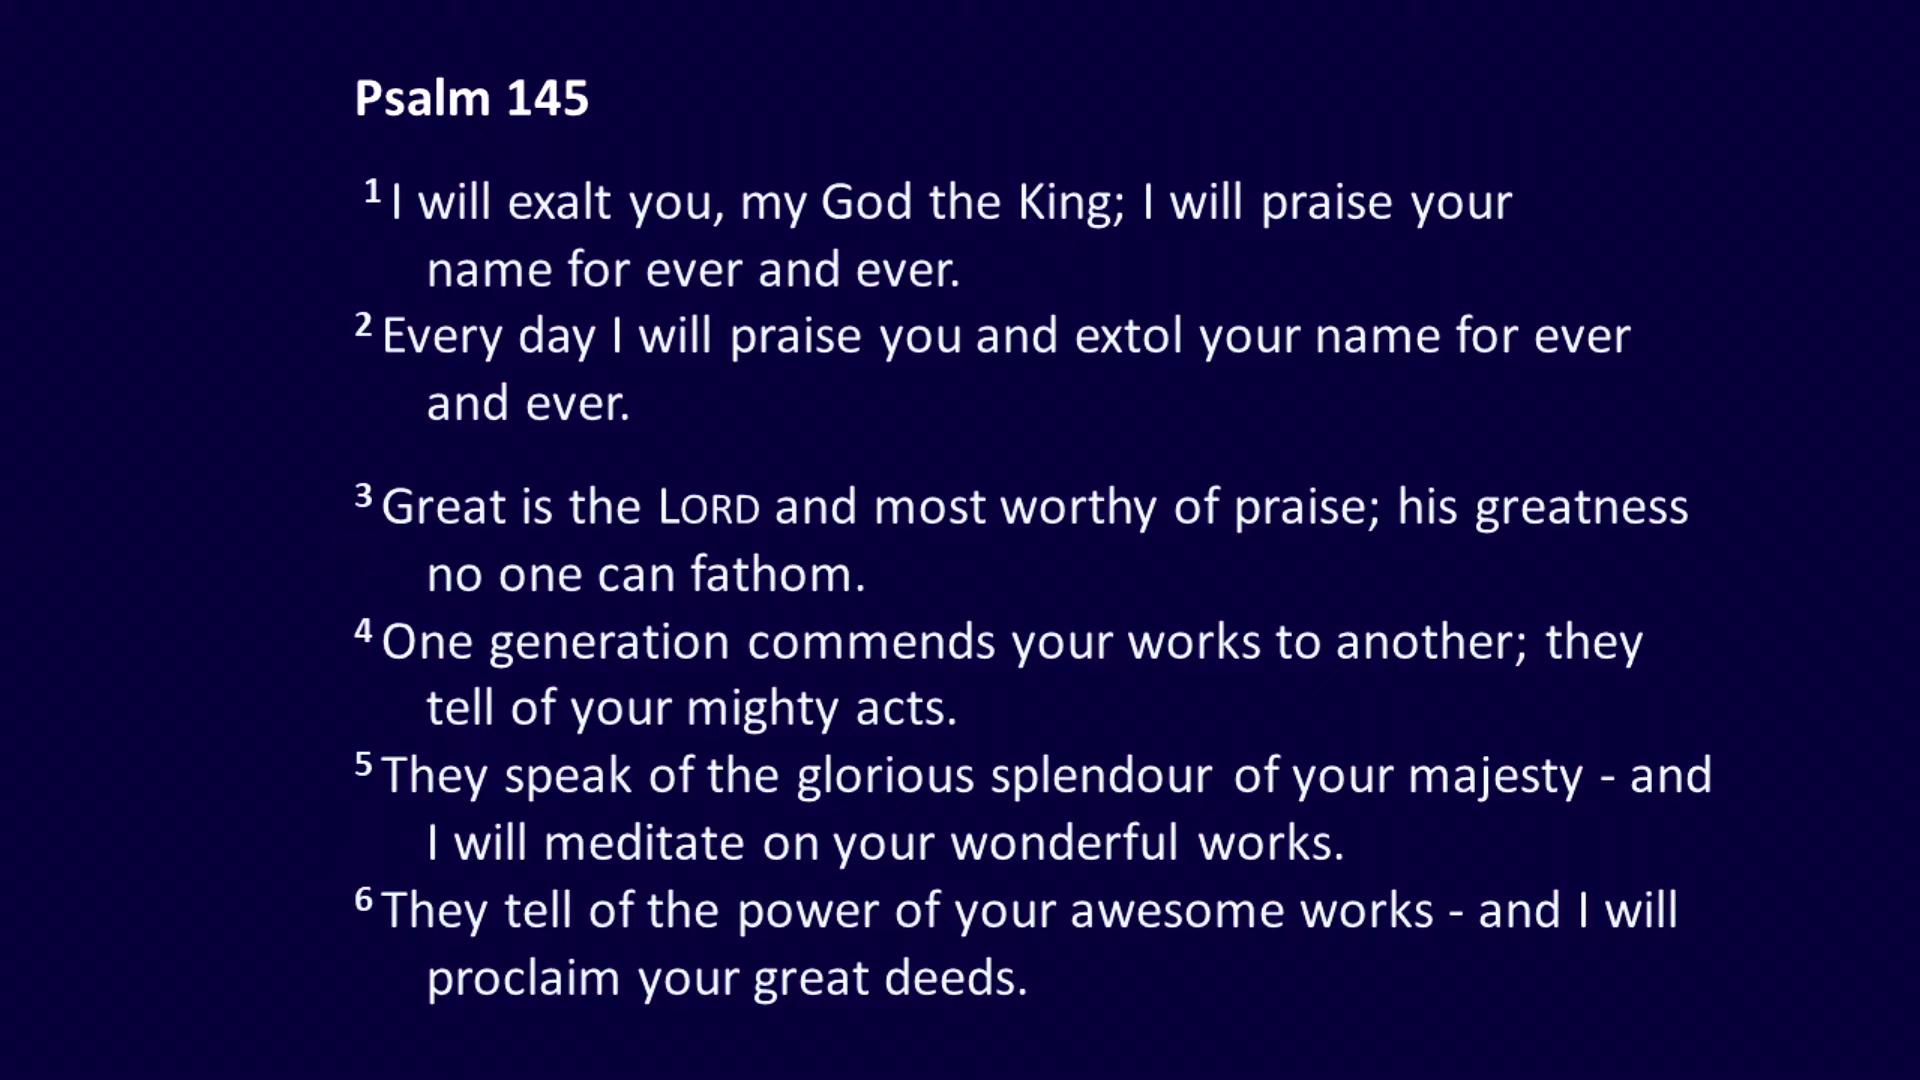 Psalm 145
1 I will exalt you, my God the King; I will praise your
name for ever and ever.
2 Every day I will praise you and extol your name for ever
and ever.
3 Great is the LORD and most worthy of praise; his greatness
no one can fathom.
4 One generation commends your works to another; they
tell of your mighty acts.
5 They speak of the glorious splendour of your majesty - and
I will meditate on your wonderful works.
6 They tell of the power of your awesome works - and I will
proclaim your great deeds.